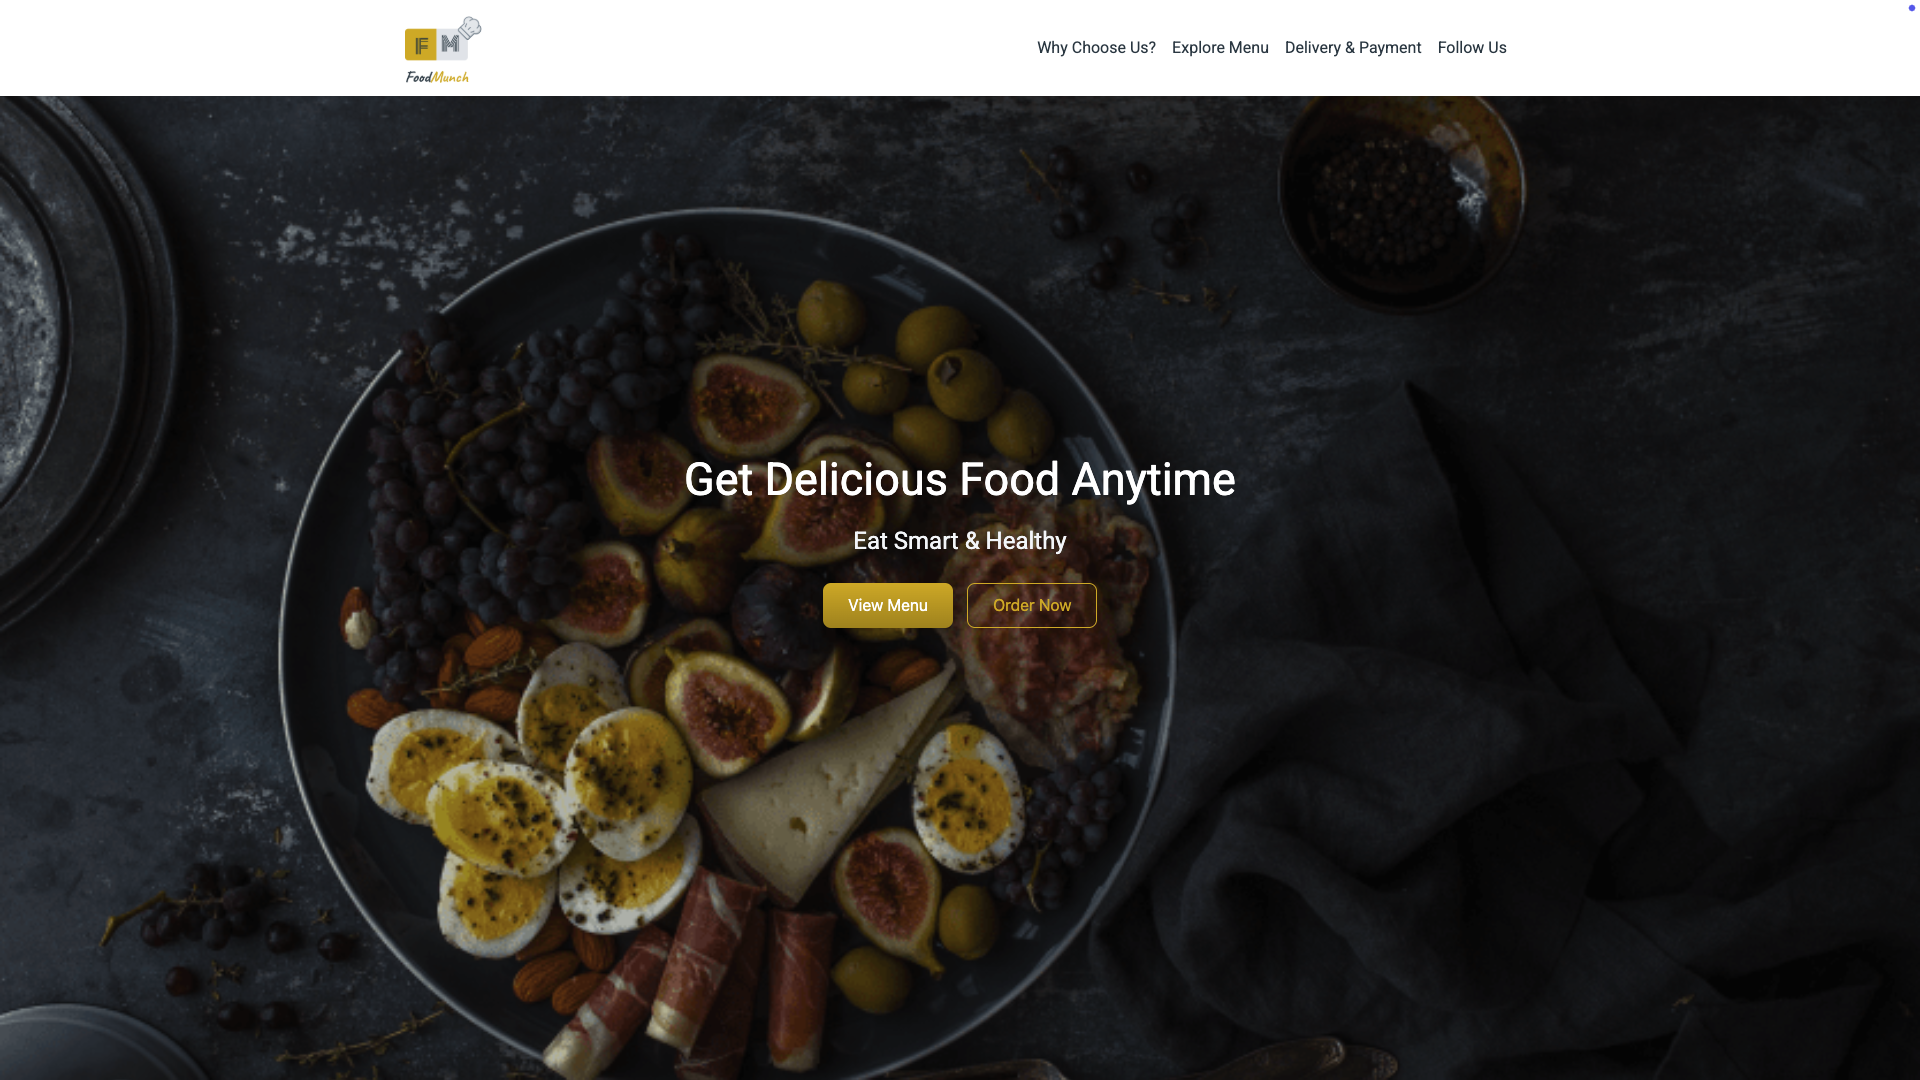 FM
FoodMunch
Why Choose Us? Explore Menu Delivery & Payment Follow Us
Get Delicious Food Anytime
Eat Smart & Healthy
View Menu Order Now